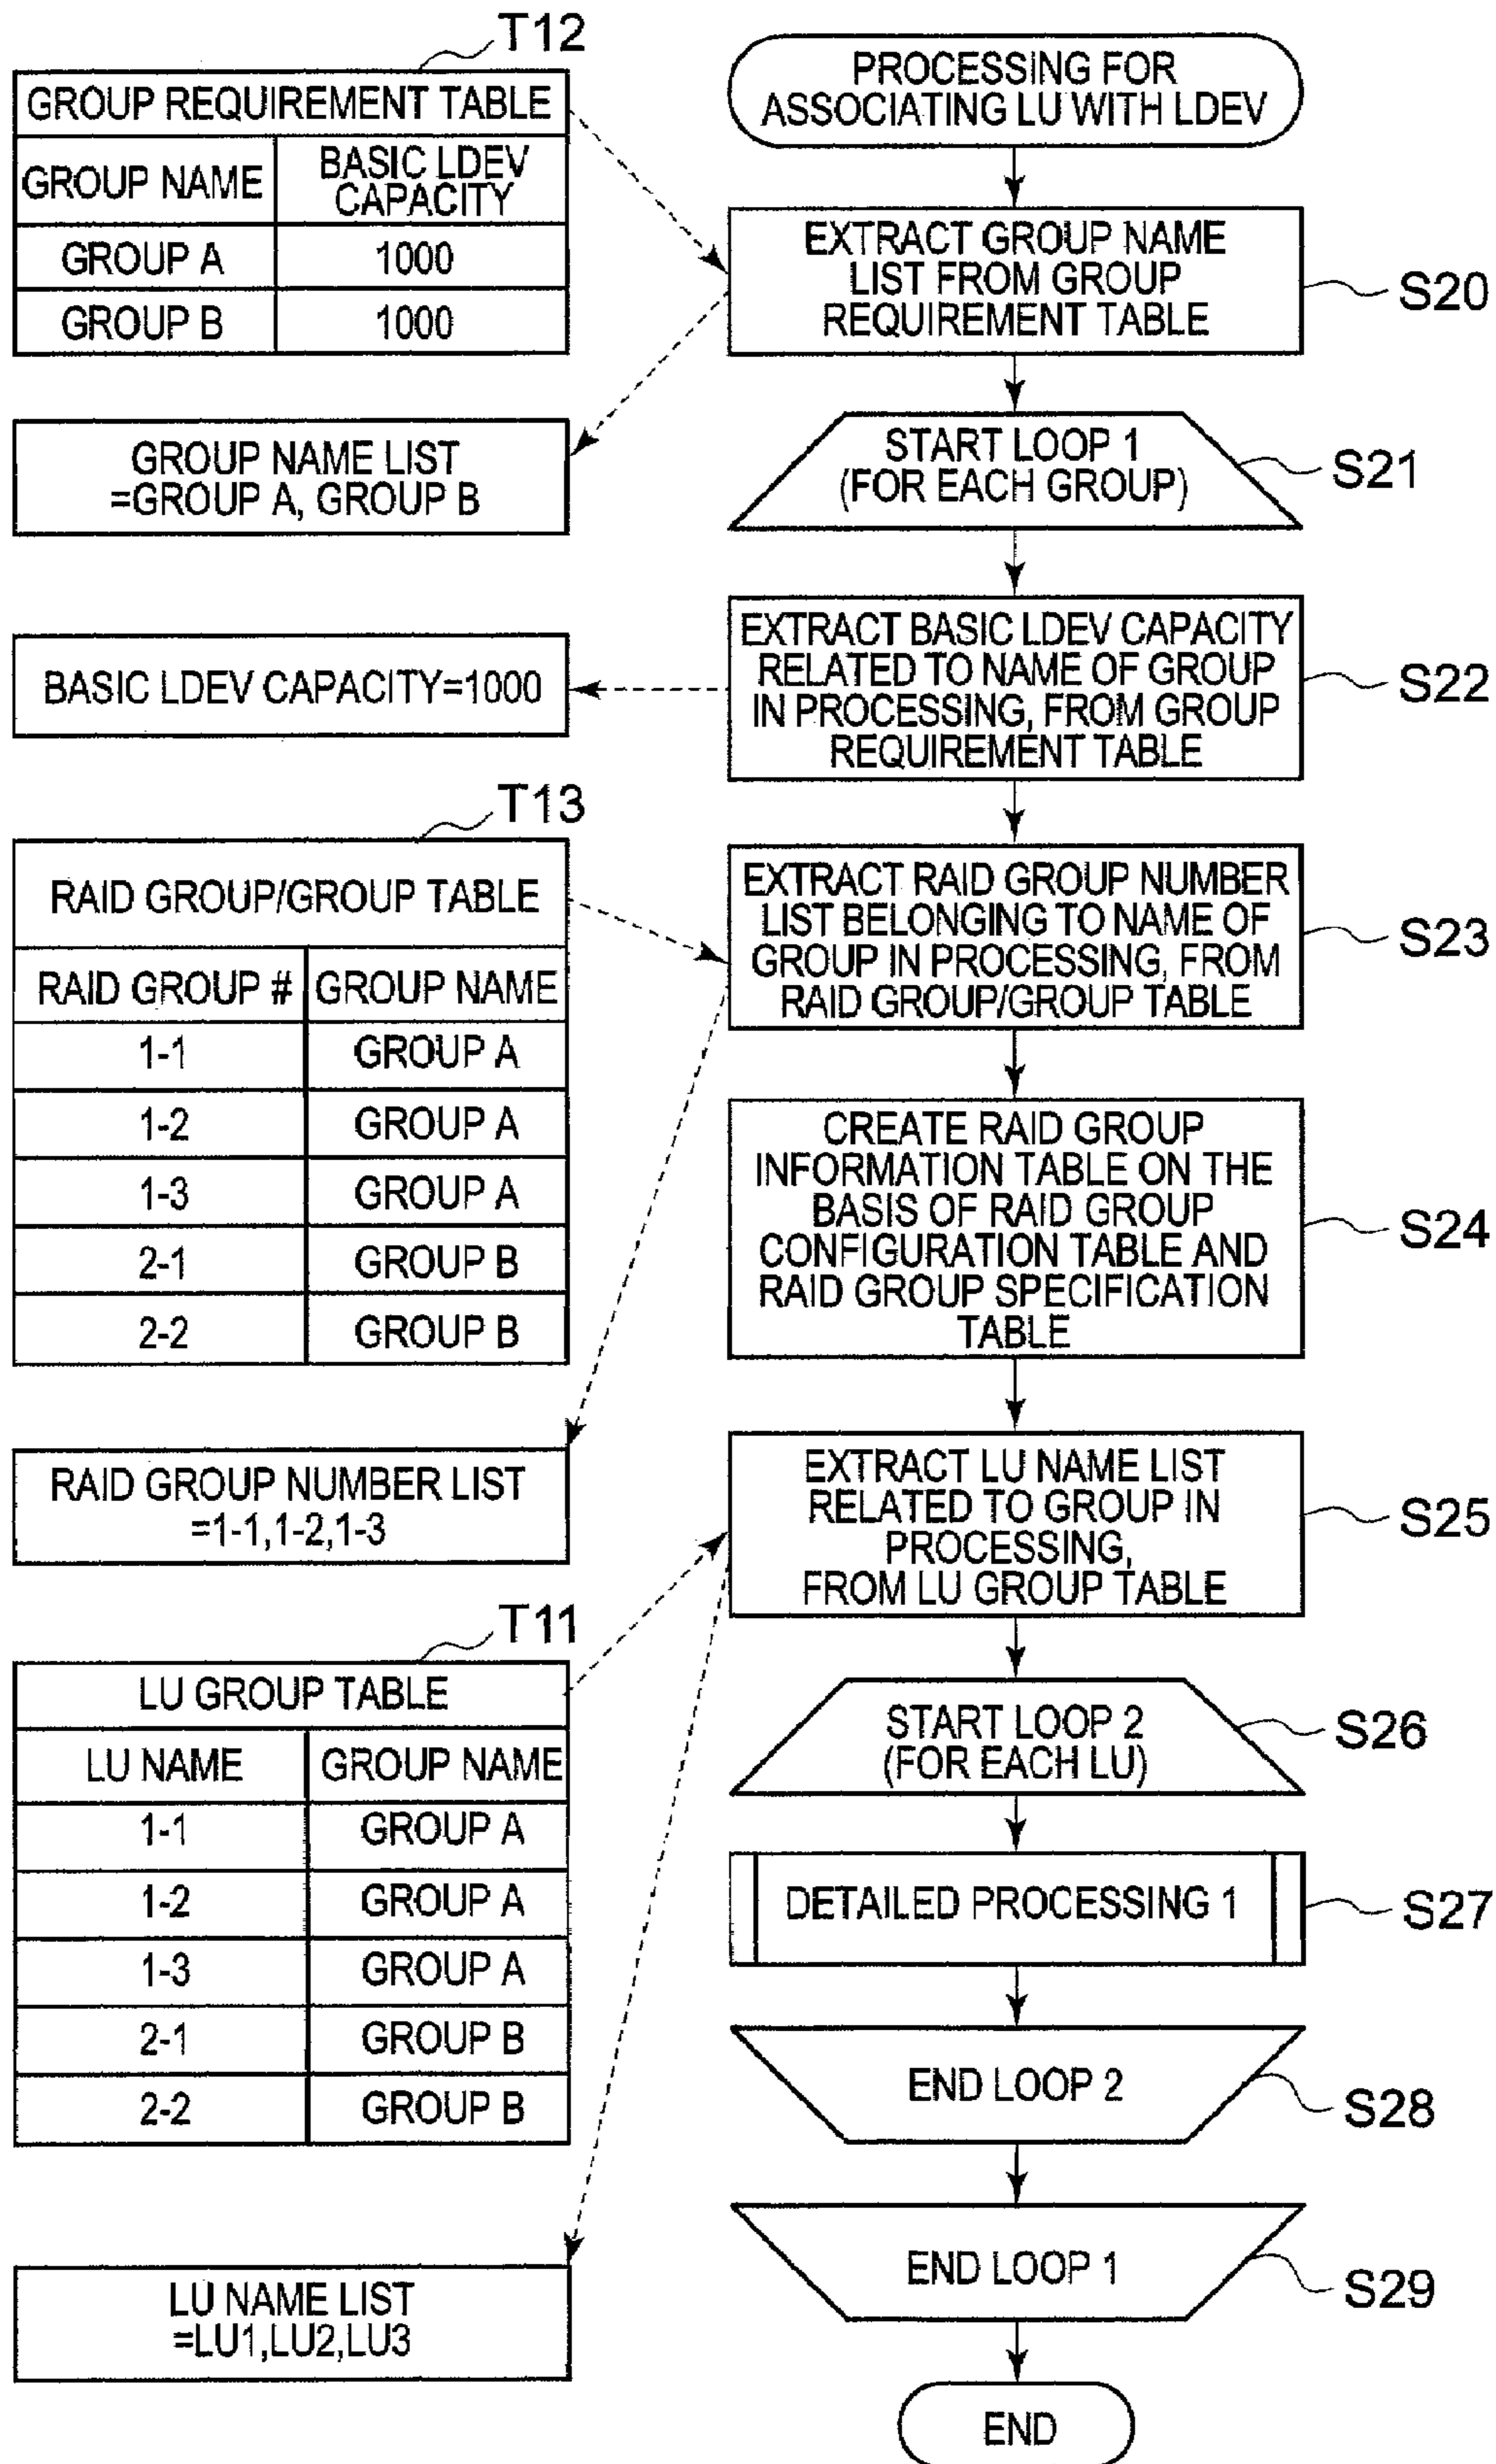 T12
GROUP REQUIREMENT TABLE
GROUP NAME
BASIC LDEV
CAPACITY
GROUP A
1000
GROUP B
1000
GROUP NAME LIST
=GROUP A, GROUP B
BASIC LDEV CAPACITY=1000
T13
RAID GROUP/GROUP TABLE
RAID GROUP #
GROUP NAME
1-1
GROUP A
1-2
GROUP A
1-3
GROUP A
2-1
GROUP B
2-2
GROUP B
RAID GROUP NUMBER LIST
=1-1,1-2,1-3
T11
LU GROUP TABLE
LU NAME
GROUP NAME
1-1
GROUP A
1-2
GROUP A
1-3
GROUP A
2-1
GROUP B
2-2
GROUP B
LU NAME LIST
=LU1,LU2,LU3
PROCESSING FOR
ASSOCIATING LU WITH LDEV
EXTRACT GROUP NAME
LIST FROM GROUP
REQUIREMENT TABLE
S20
START LOOP 1
(FOR EACH GROUP)
S21
EXTRACT BASIC LDEV CAPACITY
RELATED TO NAME OF GROUP
IN PROCESSING, FROM GROUP
REQUIREMENT TABLE
S22
EXTRACT RAID GROUP NUMBER
LIST BELONGING TO NAME OF
GROUP IN PROCESSING, FROM
RAID GROUP/GROUP TABLE
S23
CREATE RAID GROUP
INFORMATION TABLE ON THE
BASIS OF RAID GROUP
CONFIGURATION TABLE AND
RAID GROUP SPECIFICATION
TABLE
S24
EXTRACT LU NAME LIST
RELATED TO GROUP IN
PROCESSING,
FROM LU GROUP TABLE
S25
START LOOP 2
(FOR EACH LU)
S26
DETAILED PROCESSING 1
S27
END LOOP 2
S28
END LOOP 1
S29
END